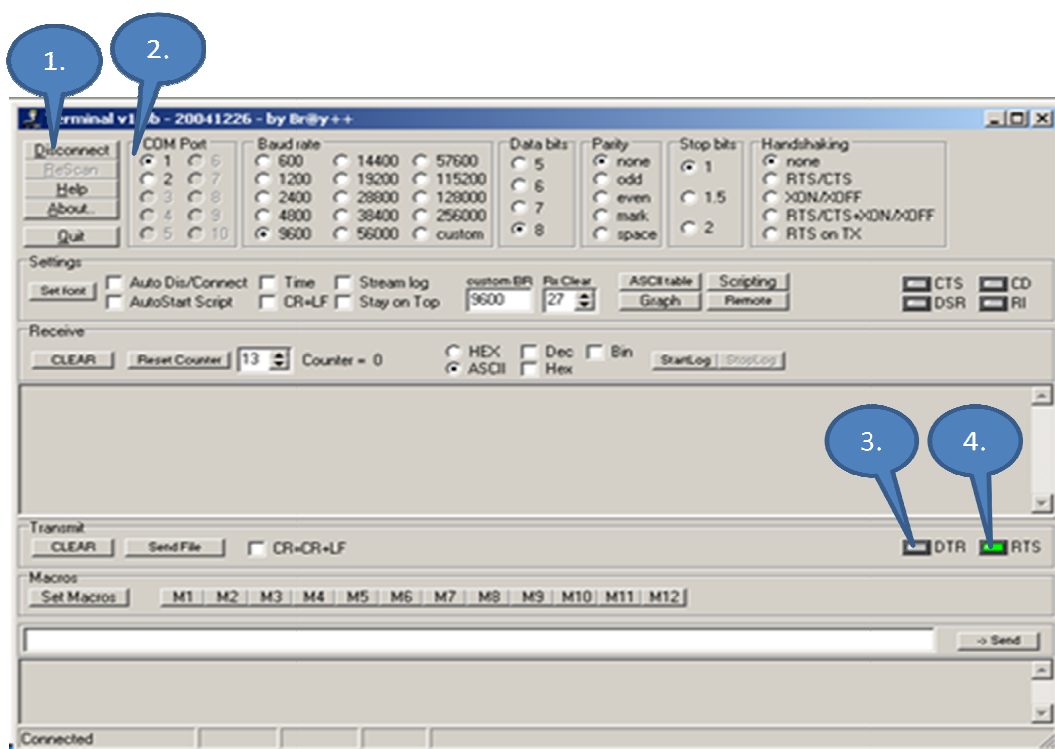 1. 2.
Terminal v1 b - 20041226 - by Br@y++
Disconnect
ReScan
Help
About..
Quit
COM Port
1 6
2 7
3 8
4 9
5 10
Baud rate
600 14400 57600
1200 19200 115200
2400 28800 128000
4800 38400 256000
9600 56000 custom
Data bits
5
6
7
8
Parity
none
odd
even
mark
space
Stop bits
1
1.5
2
Handshaking
none
RTS/CTS
XON/XOFF
RTS/CTS+XON/XOFF
RTS on TX
Settings
Set font
Auto Dis/Connect Time Stream log
AutoStart Script CR=LF Stay on Top
custom BR Rx Clear
9600 27
ASCII table Scripting
Graph Remote
CTS CD
DSR RI
Receive
CLEAR Reset Counter 13 Counter = 0
HEX Dec Bin
ASCII Hex
StartLog StopLog
3. 4.
Transmit
CLEAR Send File CR=CR+LF DTR RTS
Macros
Set Macros M1 M2 M3 M4 M5 M6 M7 M8 M9 M10 M11 M12
-> Send
Connected